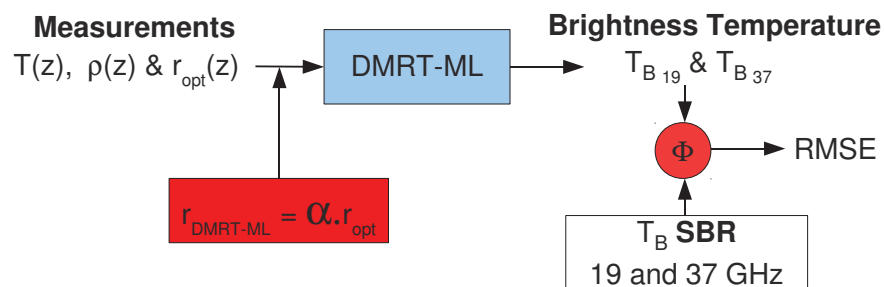 Measurements
T(z), ρ(z) & r_opt(z)
DMRT-ML
Brightness Temperature
T_B 19 & T_B 37
Φ
RMSE
r_DMRT-ML = α.r_opt
T_B SBR
19 and 37 GHz